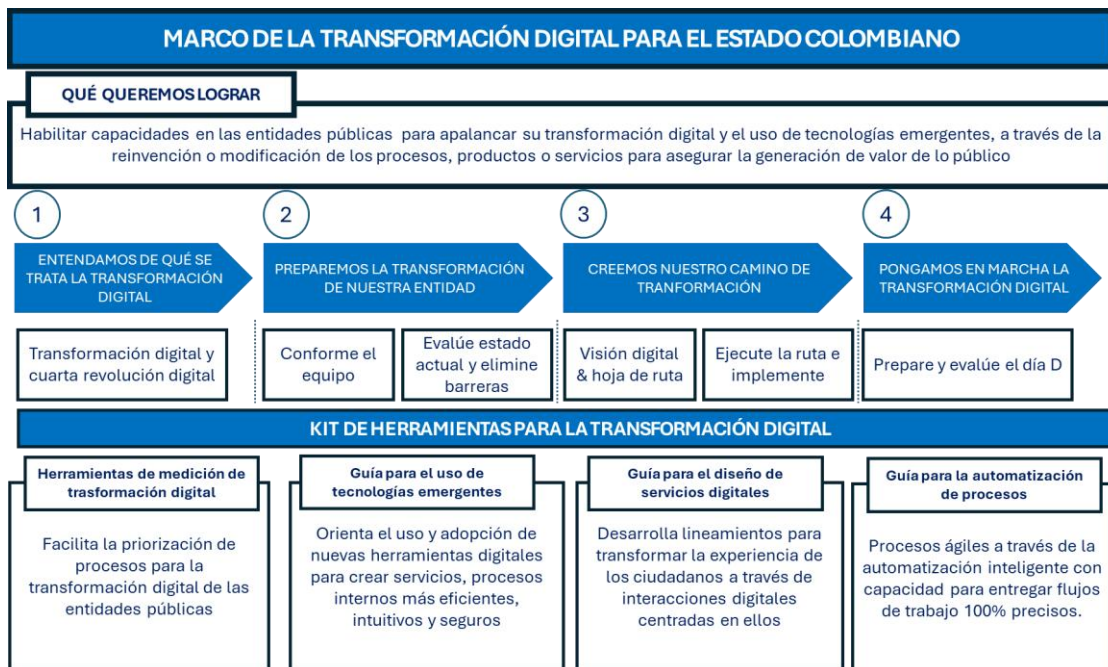 MARCO DE LA TRANSFORMACIÓN DIGITAL PARA EL ESTADO COLOMBIANO
QUÉ QUEREMOS LOGRAR
Habilitar capacidades en las entidades públicas para apalancar su transformación digital y el uso de tecnologías emergentes, a través de la
reinvención o modificación de los procesos, productos o servicios para asegurar la generación de valor de lo público
1
ENTENDAMOS DE QUÉ SE
TRATA LA TRANSFORMACIÓN
DIGITAL
2
PREPAREMOS LA TRANSFORMACIÓN
DE NUESTRA ENTIDAD
3
CREEMOS NUESTRO CAMINO DE
TRANFORMACIÓN
4
PONGAMOS EN MARCHA LA
TRANSFORMACIÓN DIGITAL
Transformación digital y
cuarta revolución digital
Conforme el
equipo
Evalúe estado
actual y elimine
barreras
Visión digital
& hoja de ruta
Ejecute la ruta e
implemente
Prepare y evalúe el día D
KIT DE HERRAMIENTAS PARA LA TRANSFORMACIÓN DIGITAL
Herramientas de medición de
trasformación digital
Facilita la priorización de
procesos para la
transformación digital de las
entidades públicas
Guía para el uso de
tecnologías emergentes
Orienta el uso y adopción de
nuevas herramientas digitales
para crear servicios, procesos
internos más eficientes,
intuitivos y seguros
Guía para el diseño de
servicios digitales
Desarrolla lineamientos para
transformar la experiencia de
los ciudadanos a través de
interacciones digitales
centradas en ellos
Guía para la automatización
de procesos
Procesos ágiles a través de la
automatización inteligente con
capacidad para entregar flujos
de trabajo 100% precisos.